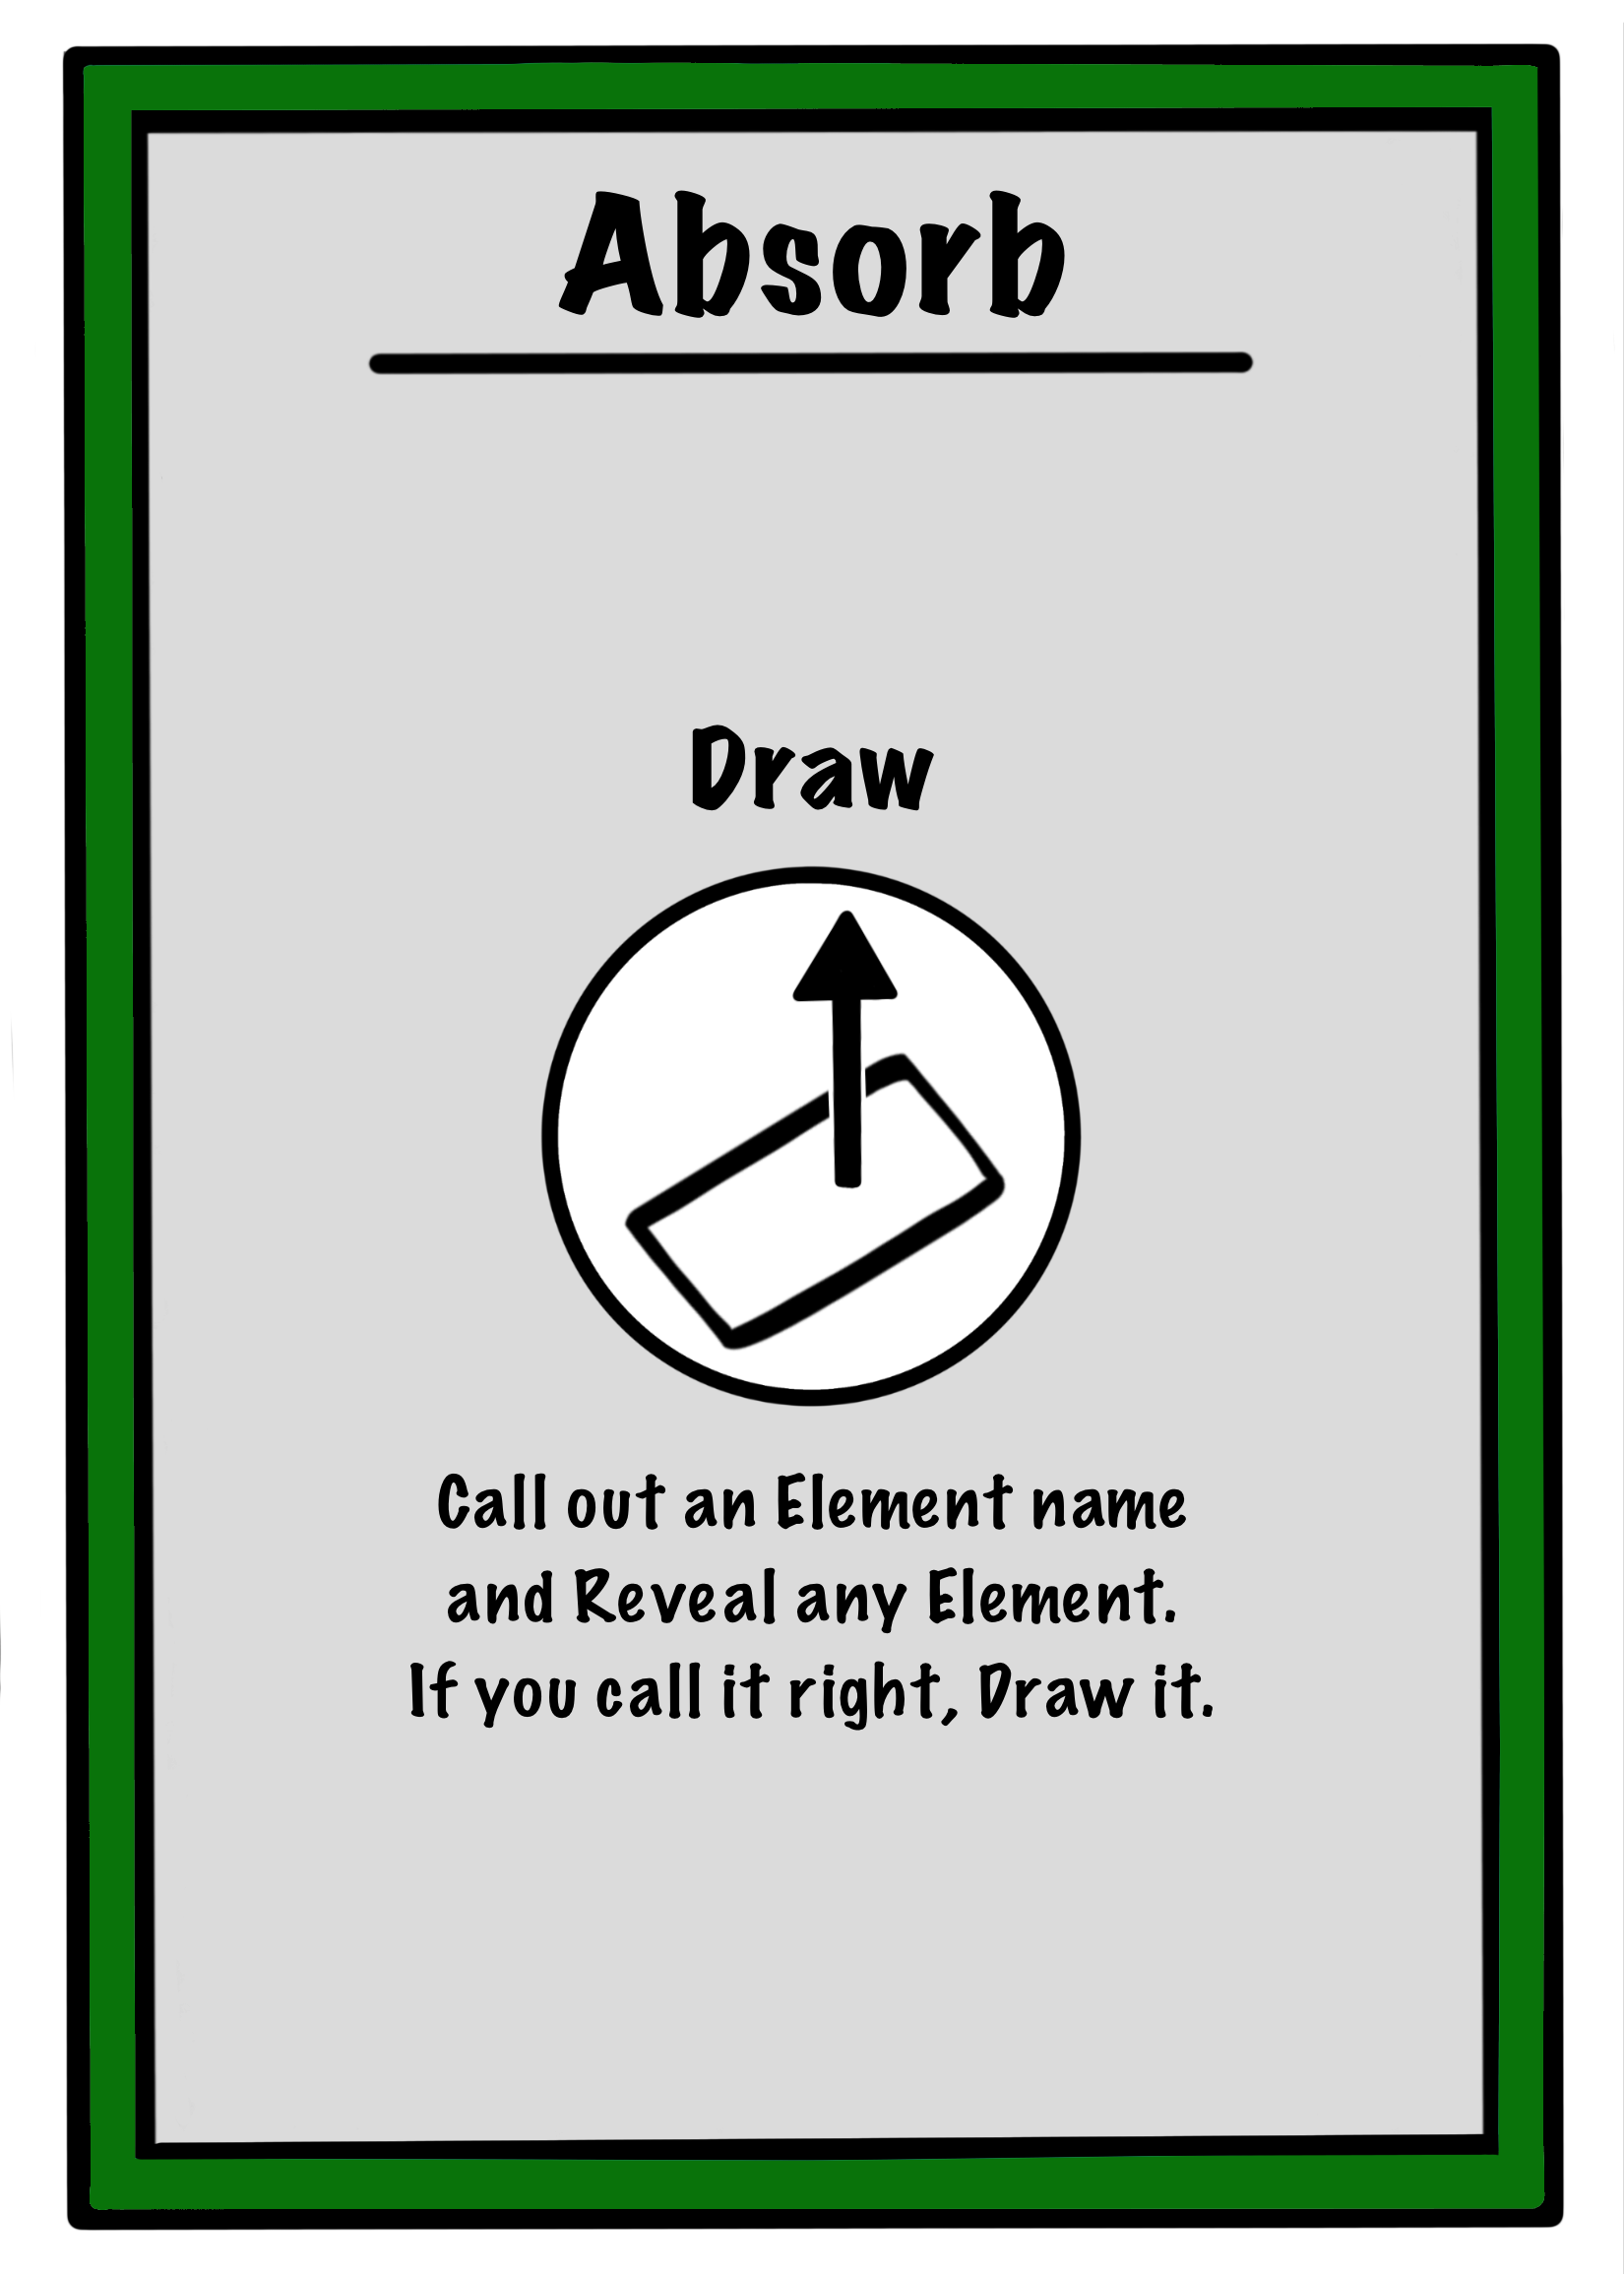 Absorb
Draw
Call out an Element name
and Reveal any Element.
If you call it right, Draw it.